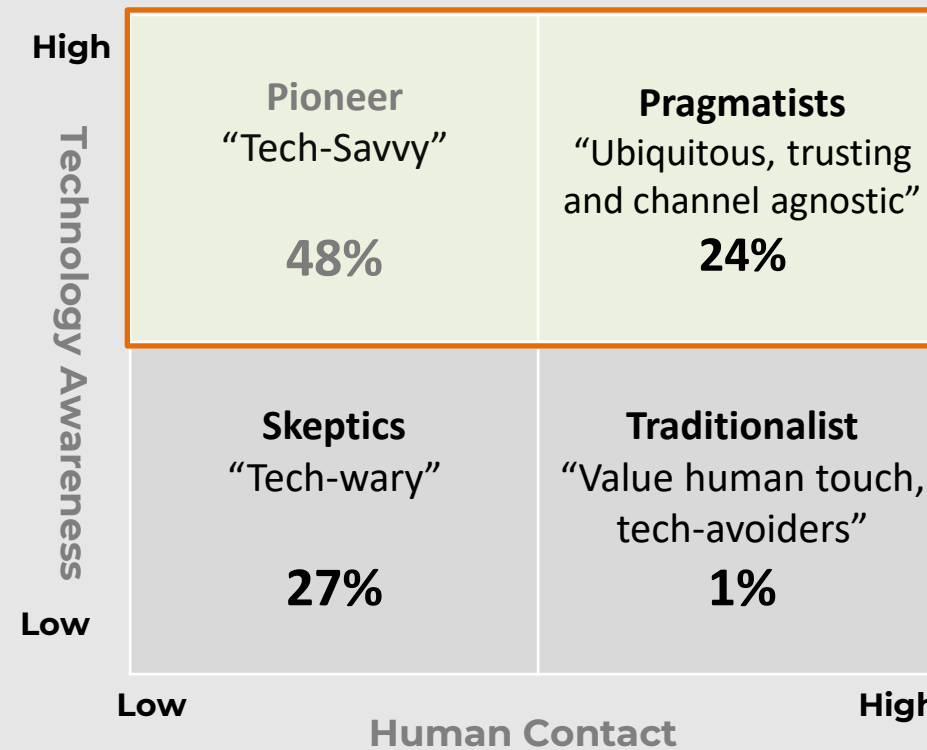 High
Technology Awareness
Low
Pioneer
“Tech-Savvy”
48%
Pragmatists
“Ubiquitous, trusting
and channel agnostic”
24%
Skeptics
“Tech-wary”
27%
Traditionalist
“Value human touch,
tech-avoiders”
1%
Low
High
Human Contact